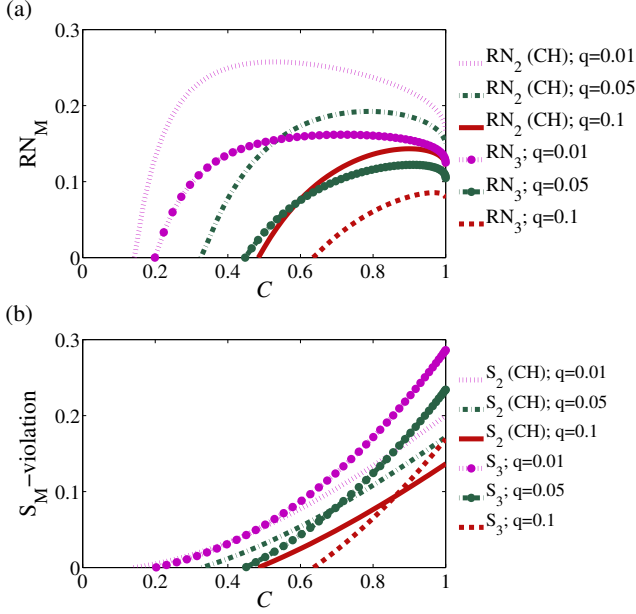 (a)
0.3
0.2
0.1
0
RN_M
0 0.2 0.4 0.6 0.8 1
C
RN_2 (CH); q=0.01
RN_2 (CH); q=0.05
RN_2 (CH); q=0.1
RN_3; q=0.01
RN_3; q=0.05
RN_3; q=0.1
(b)
0.3
0.2
0.1
0
S_M−violation
0 0.2 0.4 0.6 0.8 1
C
S_2 (CH); q=0.01
S_2 (CH); q=0.05
S_2 (CH); q=0.1
S_3; q=0.01
S_3; q=0.05
S_3; q=0.1